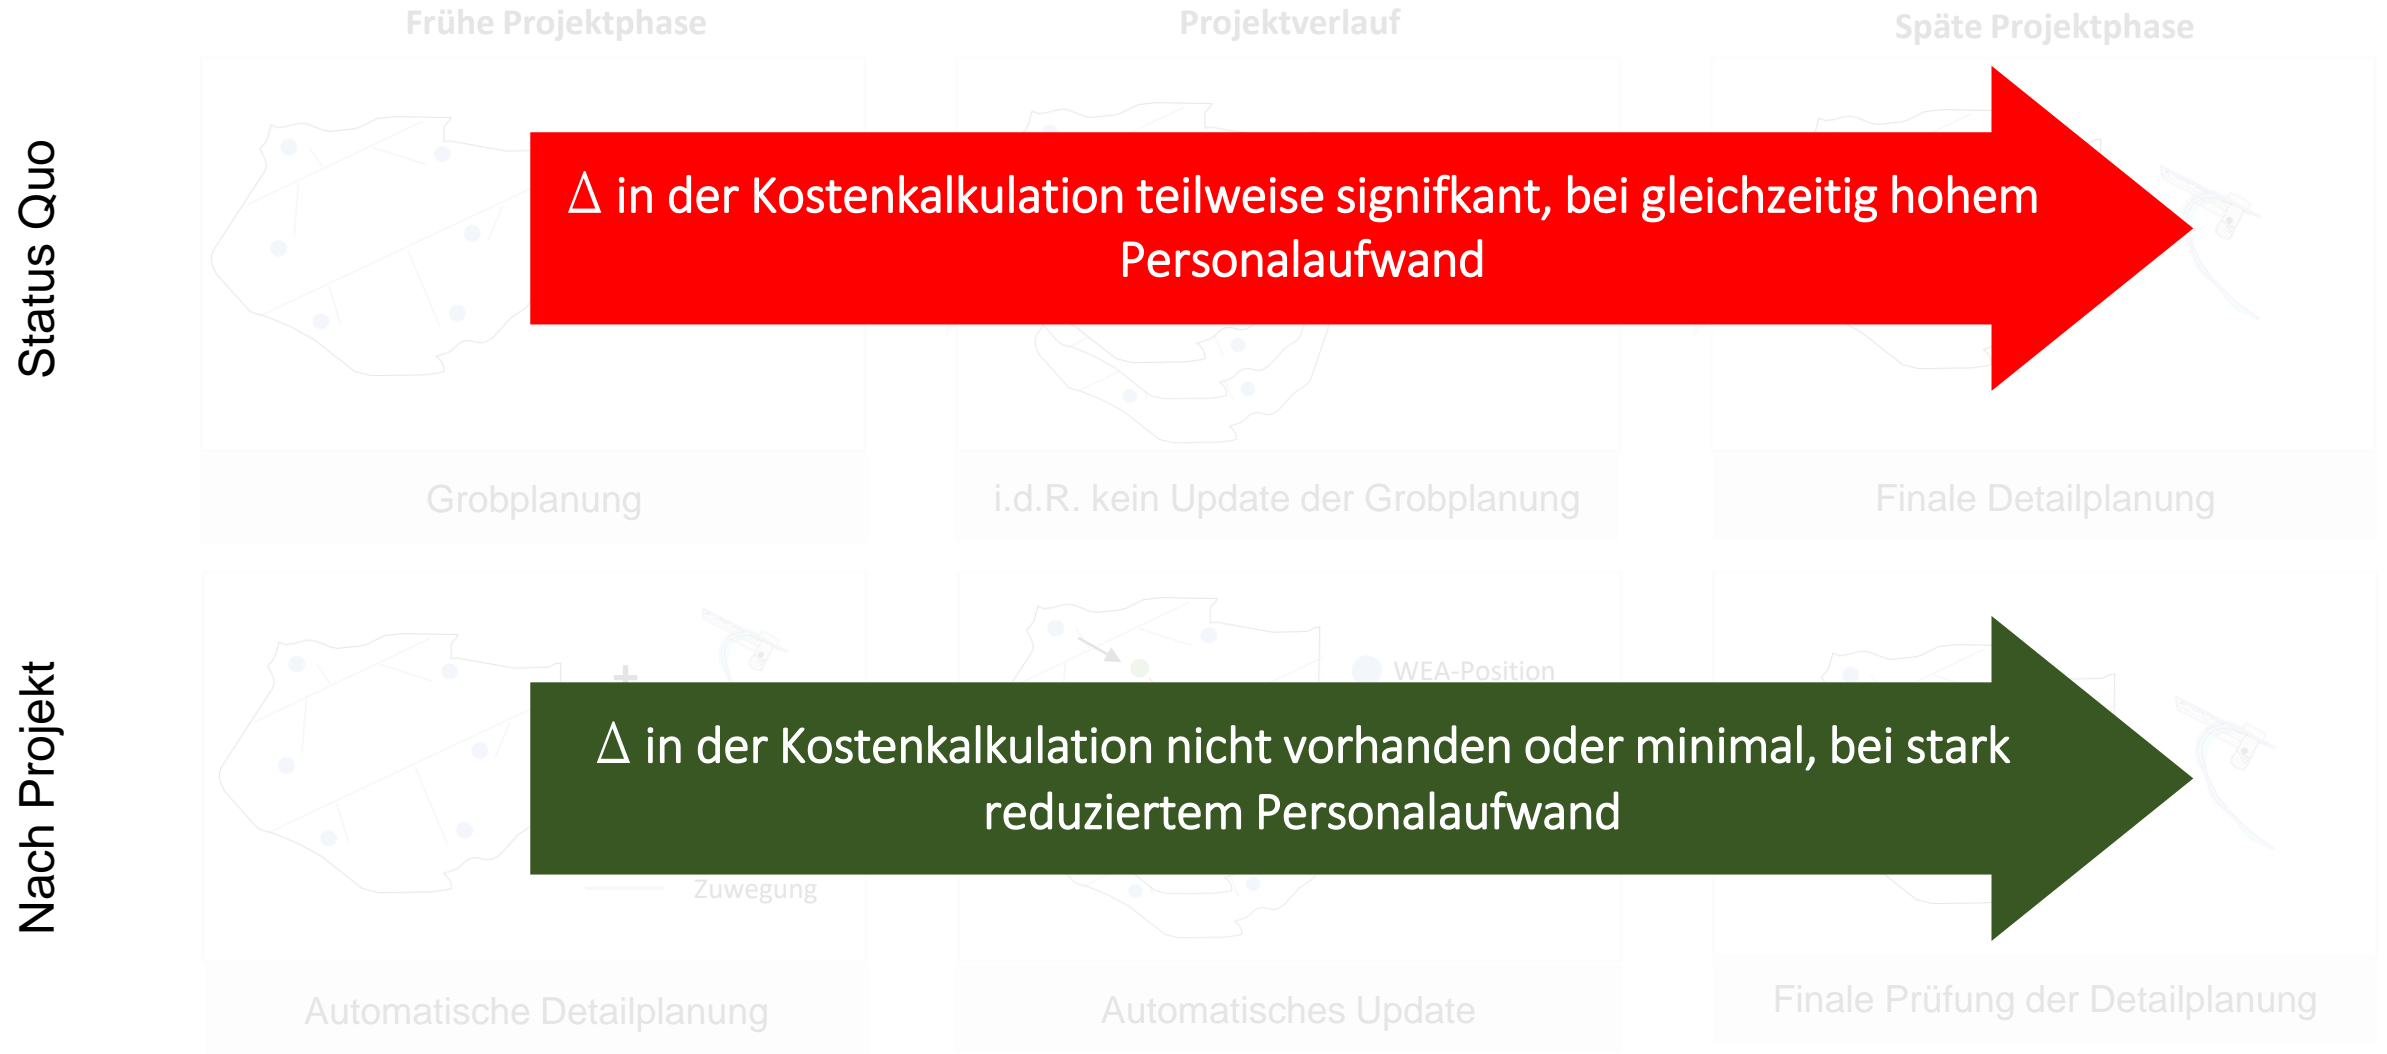 Frühe Projektphase
Projektverlauf
Späte Projektphase
Status Quo
Δ in der Kostenkalkulation teilweise signifkant, bei gleichzeitig hohem
Personalaufwand
Grobplanung
i.d.R. kein Update der Grobplanung
Finale Detailplanung
Nach Projekt
+
WEA-Position
Δ in der Kostenkalkulation nicht vorhanden oder minimal, bei stark
reduziertem Personalaufwand
Zuwegung
Automatische Detailplanung
Automatisches Update
Finale Prüfung der Detailplanung